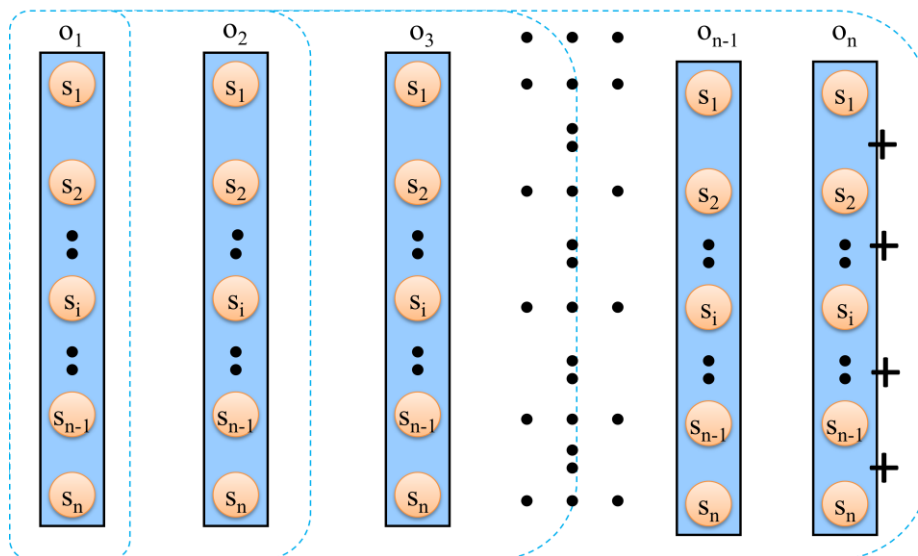 o1 o2 o3 on-1 on
s1 s1 s1 s1 s1
s2 s2 s2 s2 s2
si si si si si
sn-1 sn-1 sn-1 sn-1 sn-1
sn sn sn sn sn